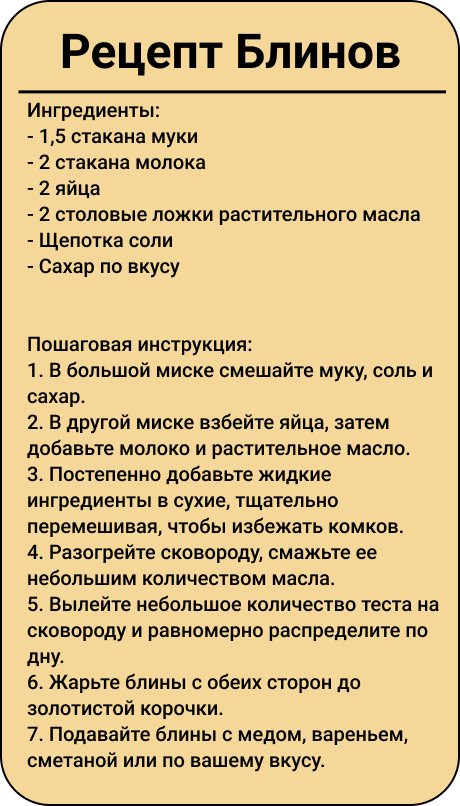 Рецепт Блинов
Ингредиенты:
- 1,5 стакана муки
- 2 стакана молока
- 2 яйца
- 2 столовые ложки растительного масла
- Щепотка соли
- Сахар по вкусу
Пошаговая инструкция:
1. В большой миске смешайте муку, соль и
сахар.
2. В другой миске взбейте яйца, затем
добавьте молоко и растительное масло.
3. Постепенно добавьте жидкие
ингредиенты в сухие, тщательно
перемешивая, чтобы избежать комков.
4. Разогрейте сковороду, смажьте ее
небольшим количеством масла.
5. Вылейте небольшое количество теста на
сковороду и равномерно распределите по
дну.
6. Жарьте блины с обеих сторон до
золотистой корочки.
7. Подавайте блины с медом, вареньем,
сметаной или по вашему вкусу.